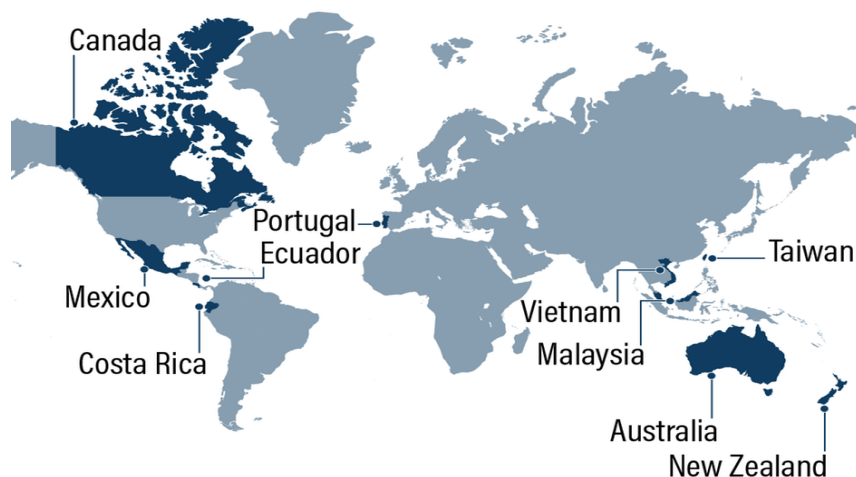 Canada
Portugal
Ecuador
Taiwan
Mexico
Vietnam
Malaysia
Costa Rica
Australia
New Zealand